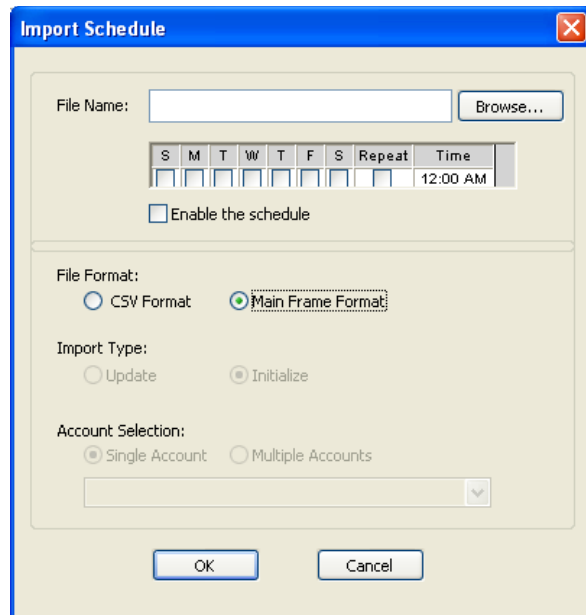 Import Schedule
File Name: Browse...
S M T W T F S Repeat Time
12:00 AM
Enable the schedule
File Format:
CSV Format Main Frame Format
Import Type:
Update Initialize
Account Selection:
Single Account Multiple Accounts
OK Cancel